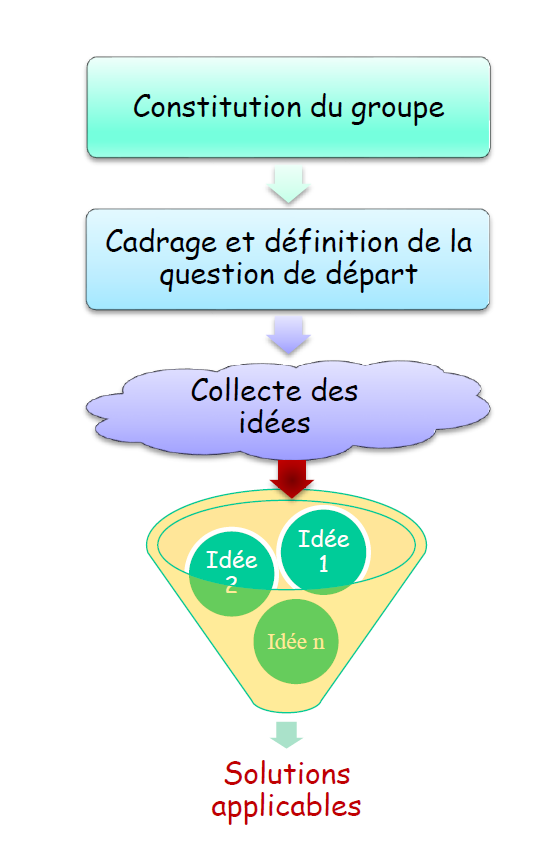 Constitution du groupe
Cadrage et définition de la
question de départ
Collecte des
idées
Idée
1
Idée
2
Idée n
Solutions
applicables